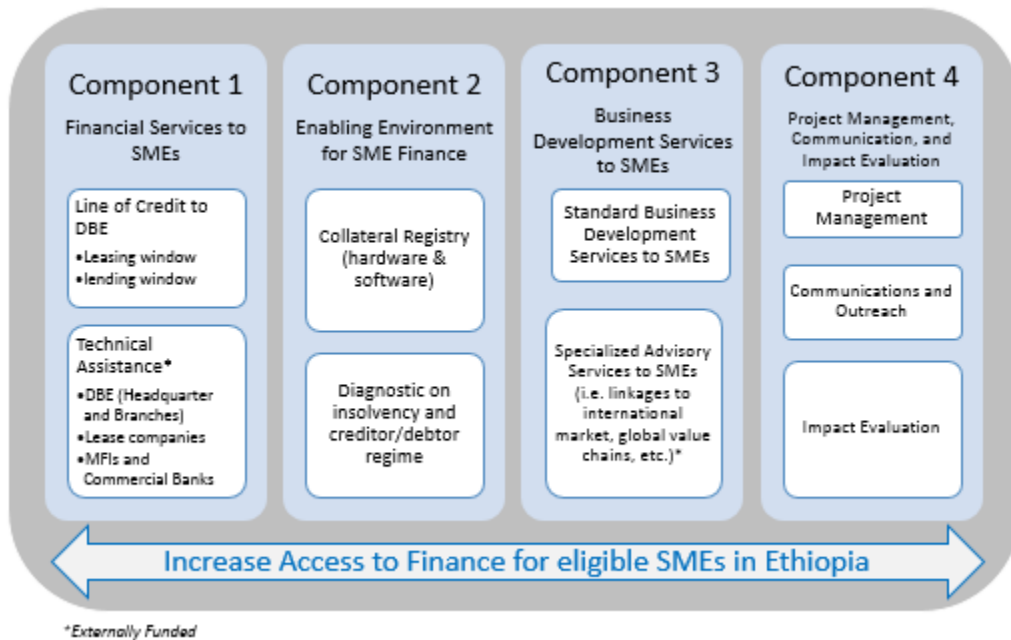 Component 1
Financial Services to
SMEs
Line of Credit to
DBE
•Leasing window
•lending window
Technical
Assistance*
•DBE (Headquarter
and Branches)
•Lease companies
•MFIs and
Commercial Banks
Component 2
Enabling Environment
for SME Finance
Collateral Registry
(hardware &
software)
Diagnostic on
insolvency and
creditor/debtor
regime
Component 3
Business
Development Services
to SMEs
Standard Business
Development
Services to SMEs
Specialized Advisory
Services to SMEs
(i.e. linkages to
international
market, global value
chains, etc.)*
Component 4
Project Management,
Communication, and
Impact Evaluation
Project
Management
Communications and
Outreach
Impact Evaluation
Increase Access to Finance for eligible SMEs in Ethiopia
*Externally Funded